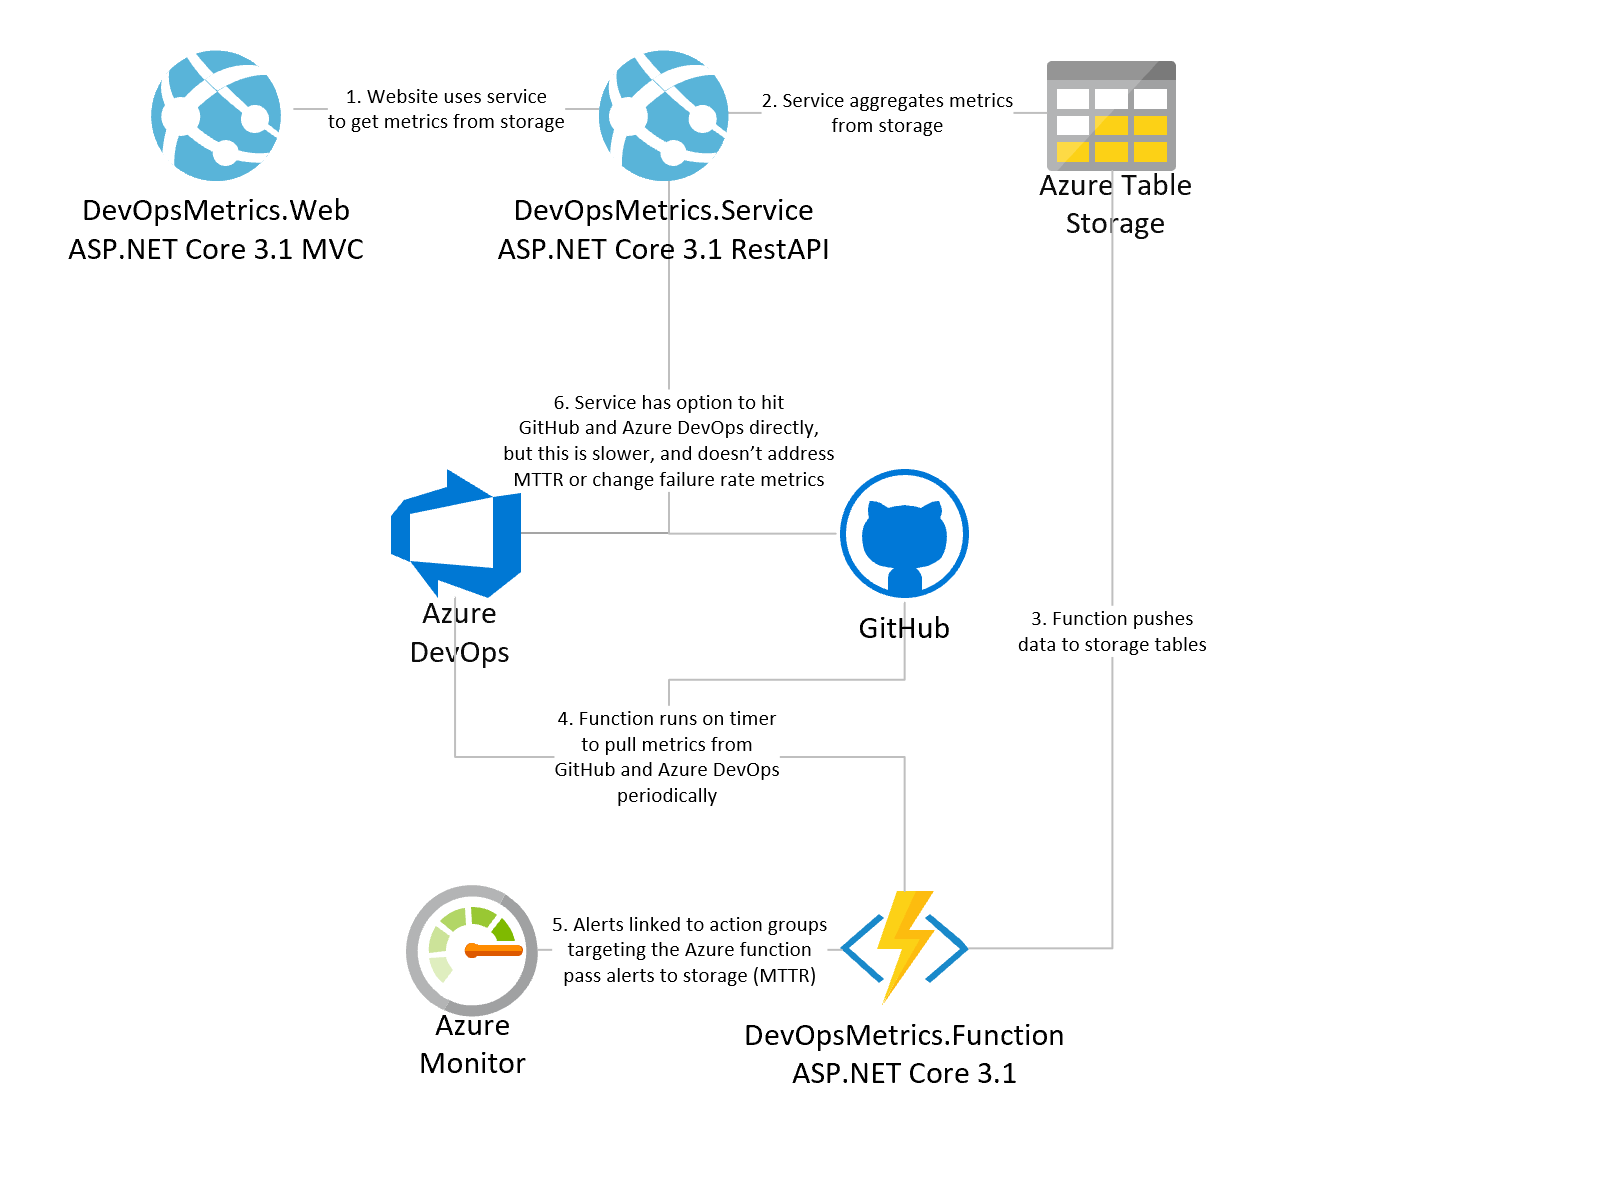 1. Website uses service
to get metrics from storage
2. Service aggregates metrics
from storage
DevOpsMetrics.Web
ASP.NET Core 3.1 MVC
DevOpsMetrics.Service
ASP.NET Core 3.1 RestAPI
Azure Table
Storage
6. Service has option to hit
GitHub and Azure DevOps directly,
but this is slower, and doesn’t address
MTTR or change failure rate metrics
Azure
DevOps
GitHub
3. Function pushes
data to storage tables
4. Function runs on timer
to pull metrics from
GitHub and Azure DevOps
periodically
5. Alerts linked to action groups
targeting the Azure function
pass alerts to storage (MTTR)
Azure
Monitor
DevOpsMetrics.Function
ASP.NET Core 3.1